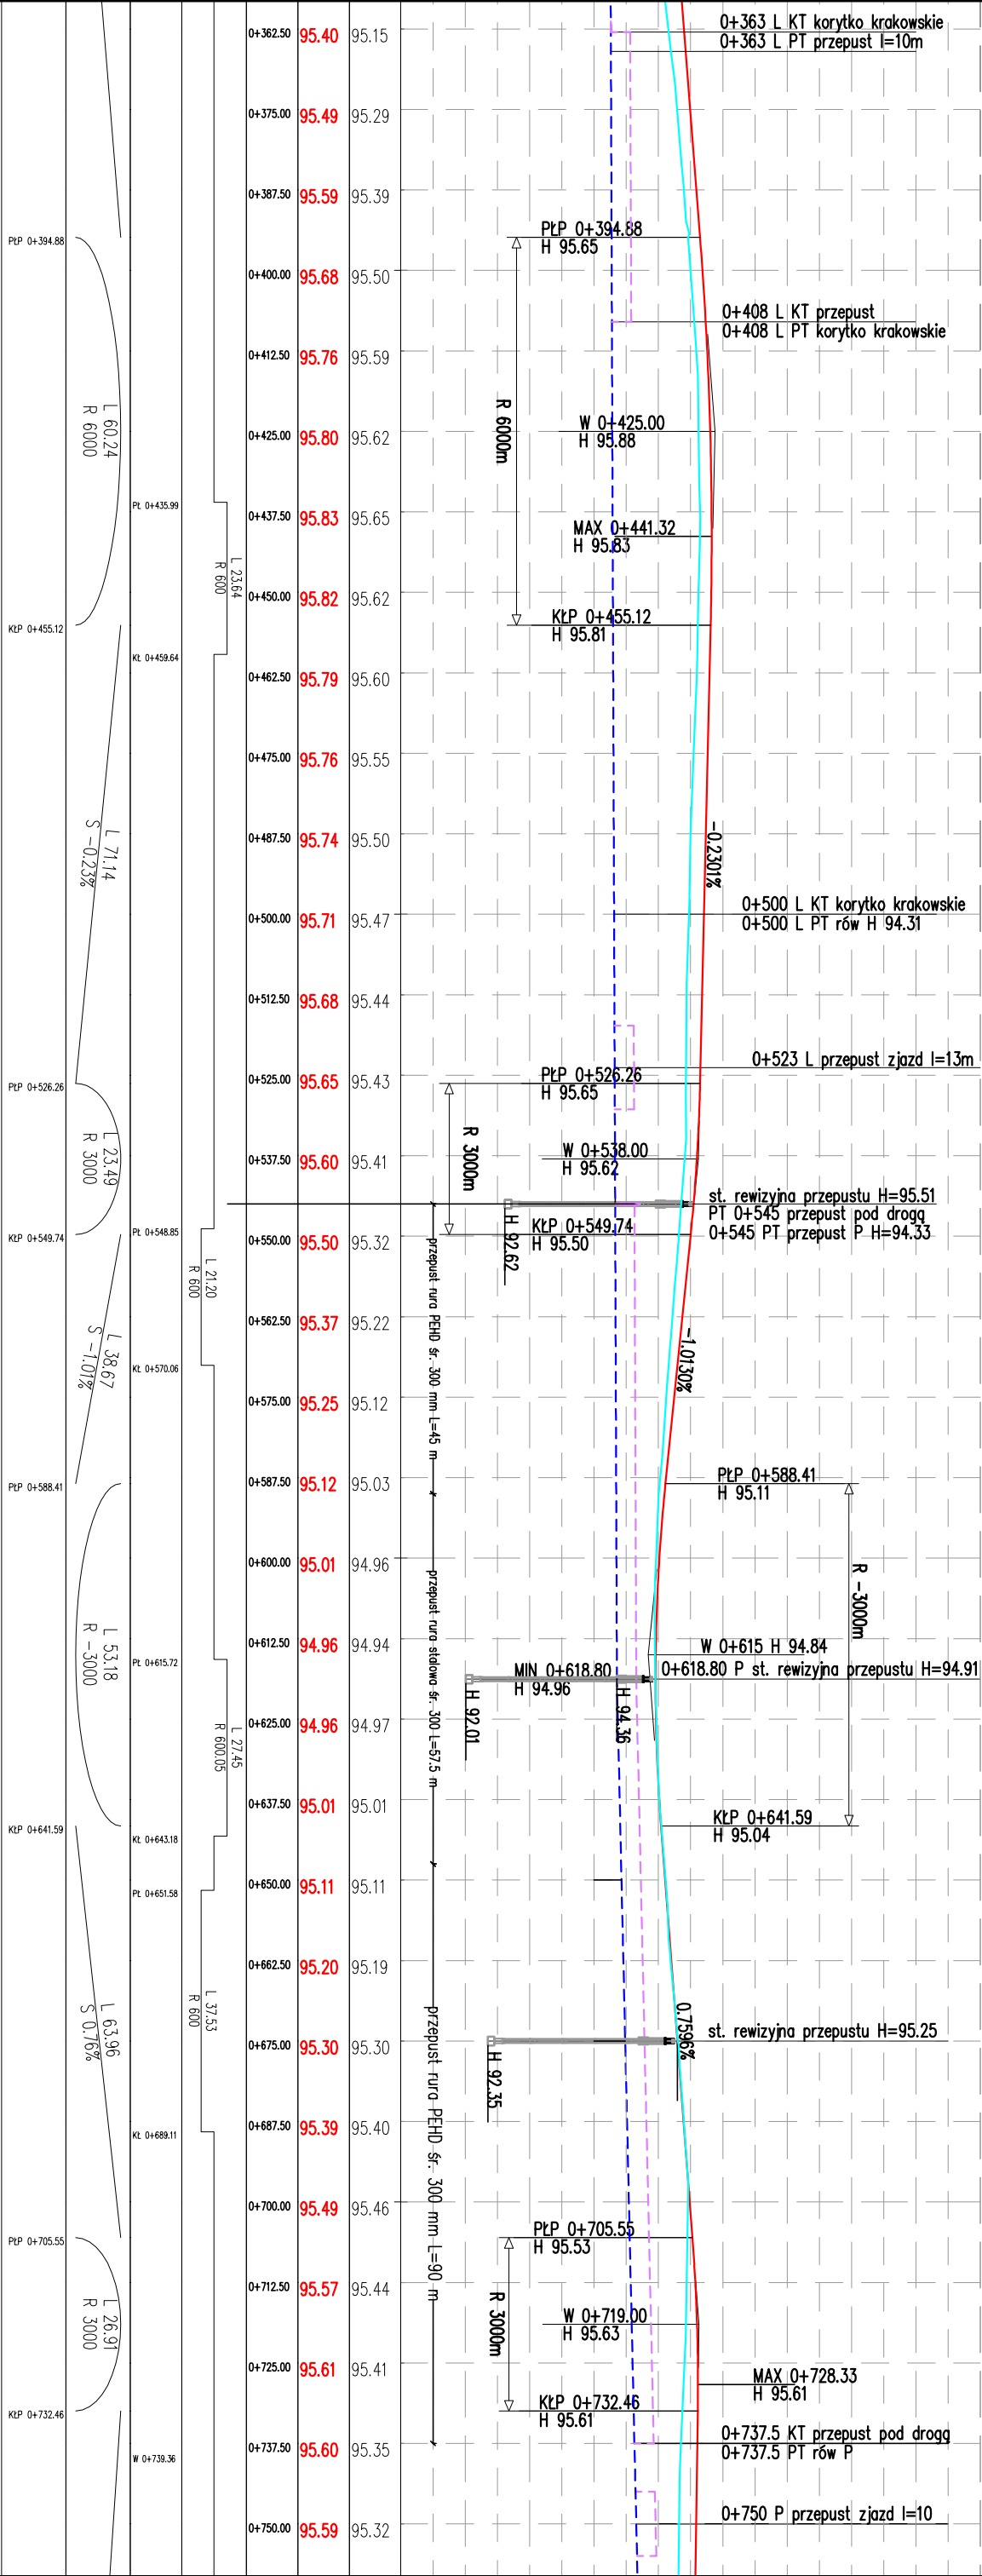 0+362.50 95.40 95.15
0+363 L KT korytko krakowskie
0+363 L PT przepust l=10m
0+375.00 95.49 95.29
0+387.50 95.59 95.39
PŁP 0+394.88
PŁP 0+394.88
H 95.65
0+400.00 95.68 95.50
0+408 L KT przepust
0+408 L PT korytko krakowskie
0+412.50 95.76 95.59
L 60.24
R 6000
R 6000m
0+425.00 95.80 95.62
W 0+425.00
H 95.88
PŁ 0+435.99
0+437.50 95.83 95.65
MAX 0+441.32
H 95.83
L 23.64
R 600
0+450.00 95.82 95.62
KŁP 0+455.12
KŁP 0+455.12
H 95.81
KŁ 0+459.64
0+462.50 95.79 95.60
0+475.00 95.76 95.55
L 71.14
S -0.23%
0+487.50 95.74 95.50
-0.2301%
0+500.00 95.71 95.47
0+500 L KT korytko krakowskie
0+500 L PT rów H 94.31
0+512.50 95.68 95.44
0+523 L przepust zjazd l=13m
PŁP 0+526.26
0+525.00 95.65 95.43
PŁP 0+526.26
H 95.65
L 23.49
R 3000
R 3000m
0+537.50 95.60 95.41
W 0+538.00
H 95.62
st. rewizyjna przepustu H=95.51
PT 0+545 przepust pod drogą
0+545 PT przepust P H=94.33
H 92.62
KŁP 0+549.74
PŁ 0+548.85
0+550.00 95.50 95.32
KŁP 0+549.74
H 95.50
L 21.20
R 600
przepust rura PEHD śr. 300 mm L=45 m
0+562.50 95.37 95.22
L 38.67
S -1.01%
-1.0130%
KŁ 0+570.06
0+575.00 95.25 95.12
PŁP 0+588.41
0+587.50 95.12 95.03
PŁP 0+588.41
H 95.11
0+600.00 95.01 94.96
R -3000m
przepust rura stalowa śr. 300 L=57.5 m
L 53.18
R -3000
0+612.50 94.96 94.94
W 0+615 H 94.84
PŁ 0+615.72
MIN 0+618.80
H 94.96
0+618.80 P st. rewizyjna przepustu H=94.91
H 92.01
H 94.36
0+625.00 94.96 94.97
L 27.45
R 600.05
0+637.50 95.01 95.01
KŁP 0+641.59
KŁ 0+643.18
KŁP 0+641.59
H 95.04
0+650.00 95.11 95.11
PŁ 0+651.58
0+662.50 95.20 95.19
L 37.53
R 600
L 63.96
S 0.76%
0+675.00 95.30 95.30
0.7596%
st. rewizyjna przepustu H=95.25
H 92.35
przepust rura PEHD śr. 300 mm L=90 m
KŁ 0+689.11
0+687.50 95.39 95.40
0+700.00 95.49 95.46
PŁP 0+705.55
PŁP 0+705.55
H 95.53
0+712.50 95.57 95.44
L 26.91
R 3000
R 3000m
W 0+719.00
H 95.63
0+725.00 95.61 95.41
MAX 0+728.33
H 95.61
KŁP 0+732.46
KŁP 0+732.46
H 95.61
W 0+739.36
0+737.50 95.60 95.35
0+737.5 KT przepust pod drogą
0+737.5 PT rów P
0+750.00 95.59 95.32
0+750 P przepust zjazd l=10